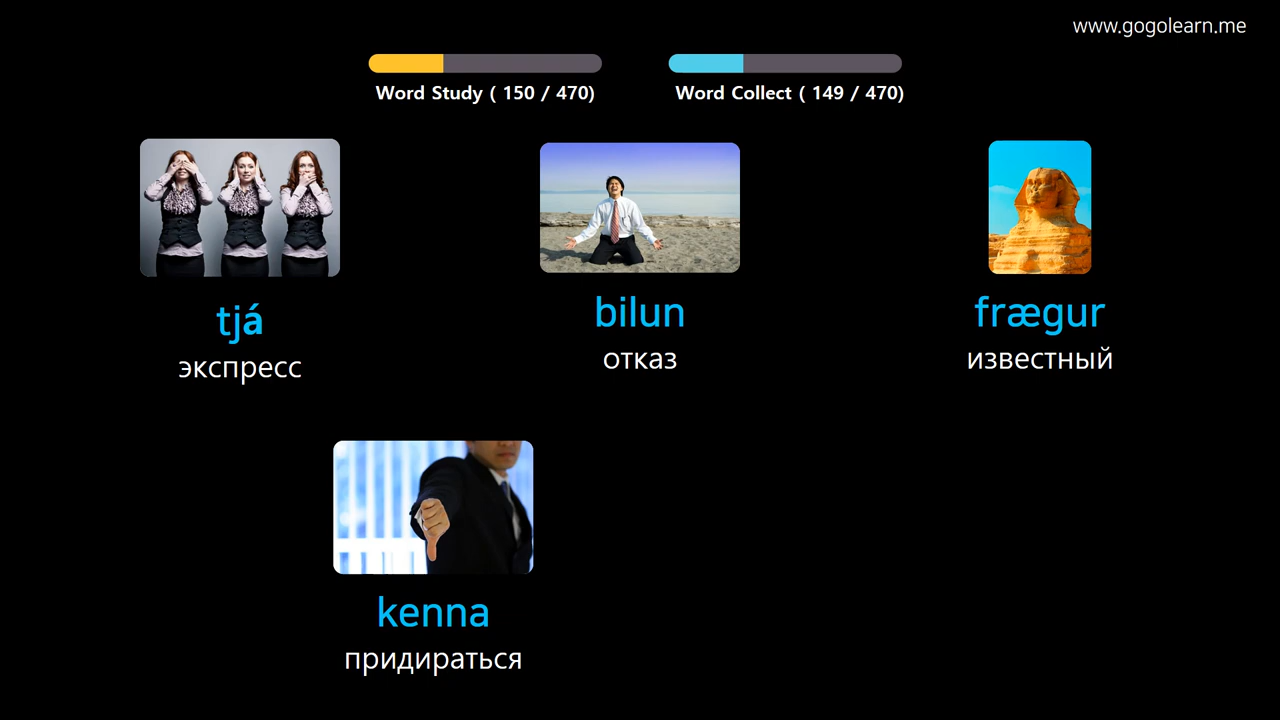 www.gogolearn.me
Word Study ( 150 / 470)
Word Collect ( 149 / 470)
tjá
экспресс
bilun
отказ
frægur
известный
kenna
придираться